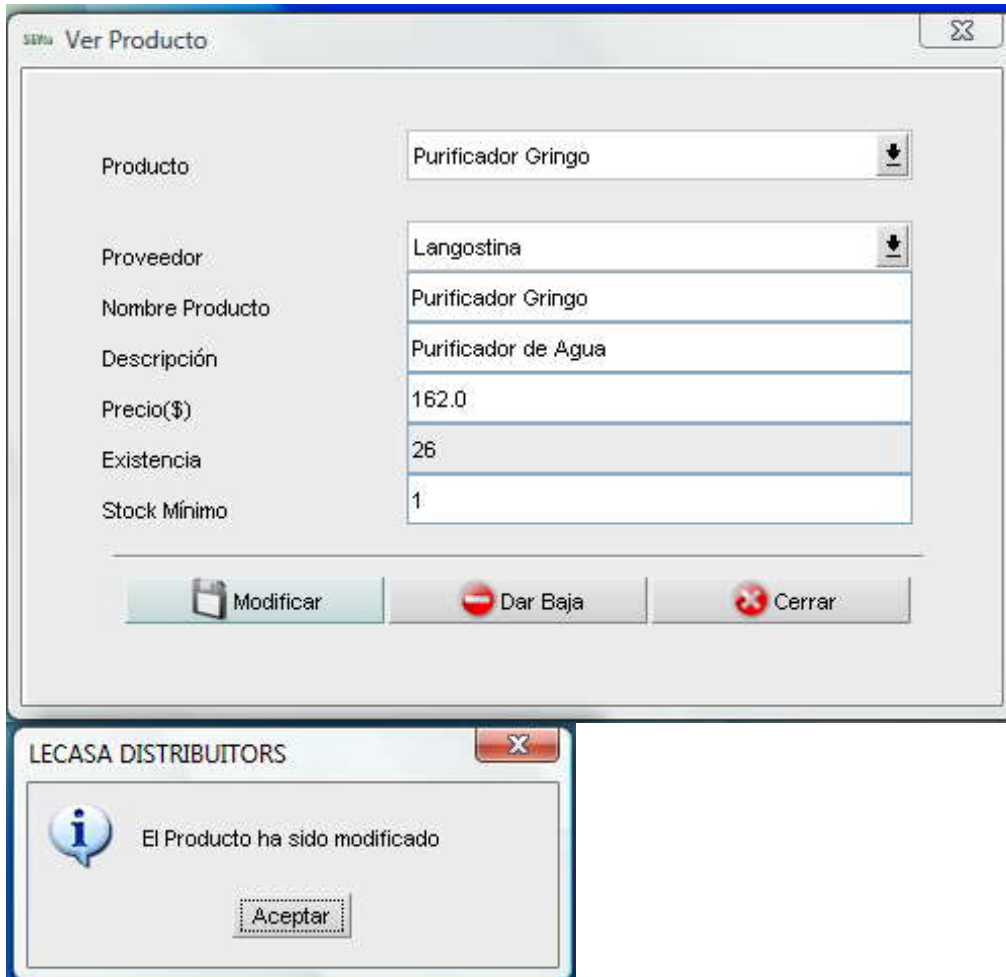 Ver Producto
Producto Purificador Gringo
Proveedor Langostina
Nombre Producto Purificador Gringo
Descripción Purificador de Agua
Precio($) 162.0
Existencia 26
Stock Mínimo 1
Modificar Dar Baja Cerrar
LECASA DISTRIBUITORS
El Producto ha sido modificado
Aceptar